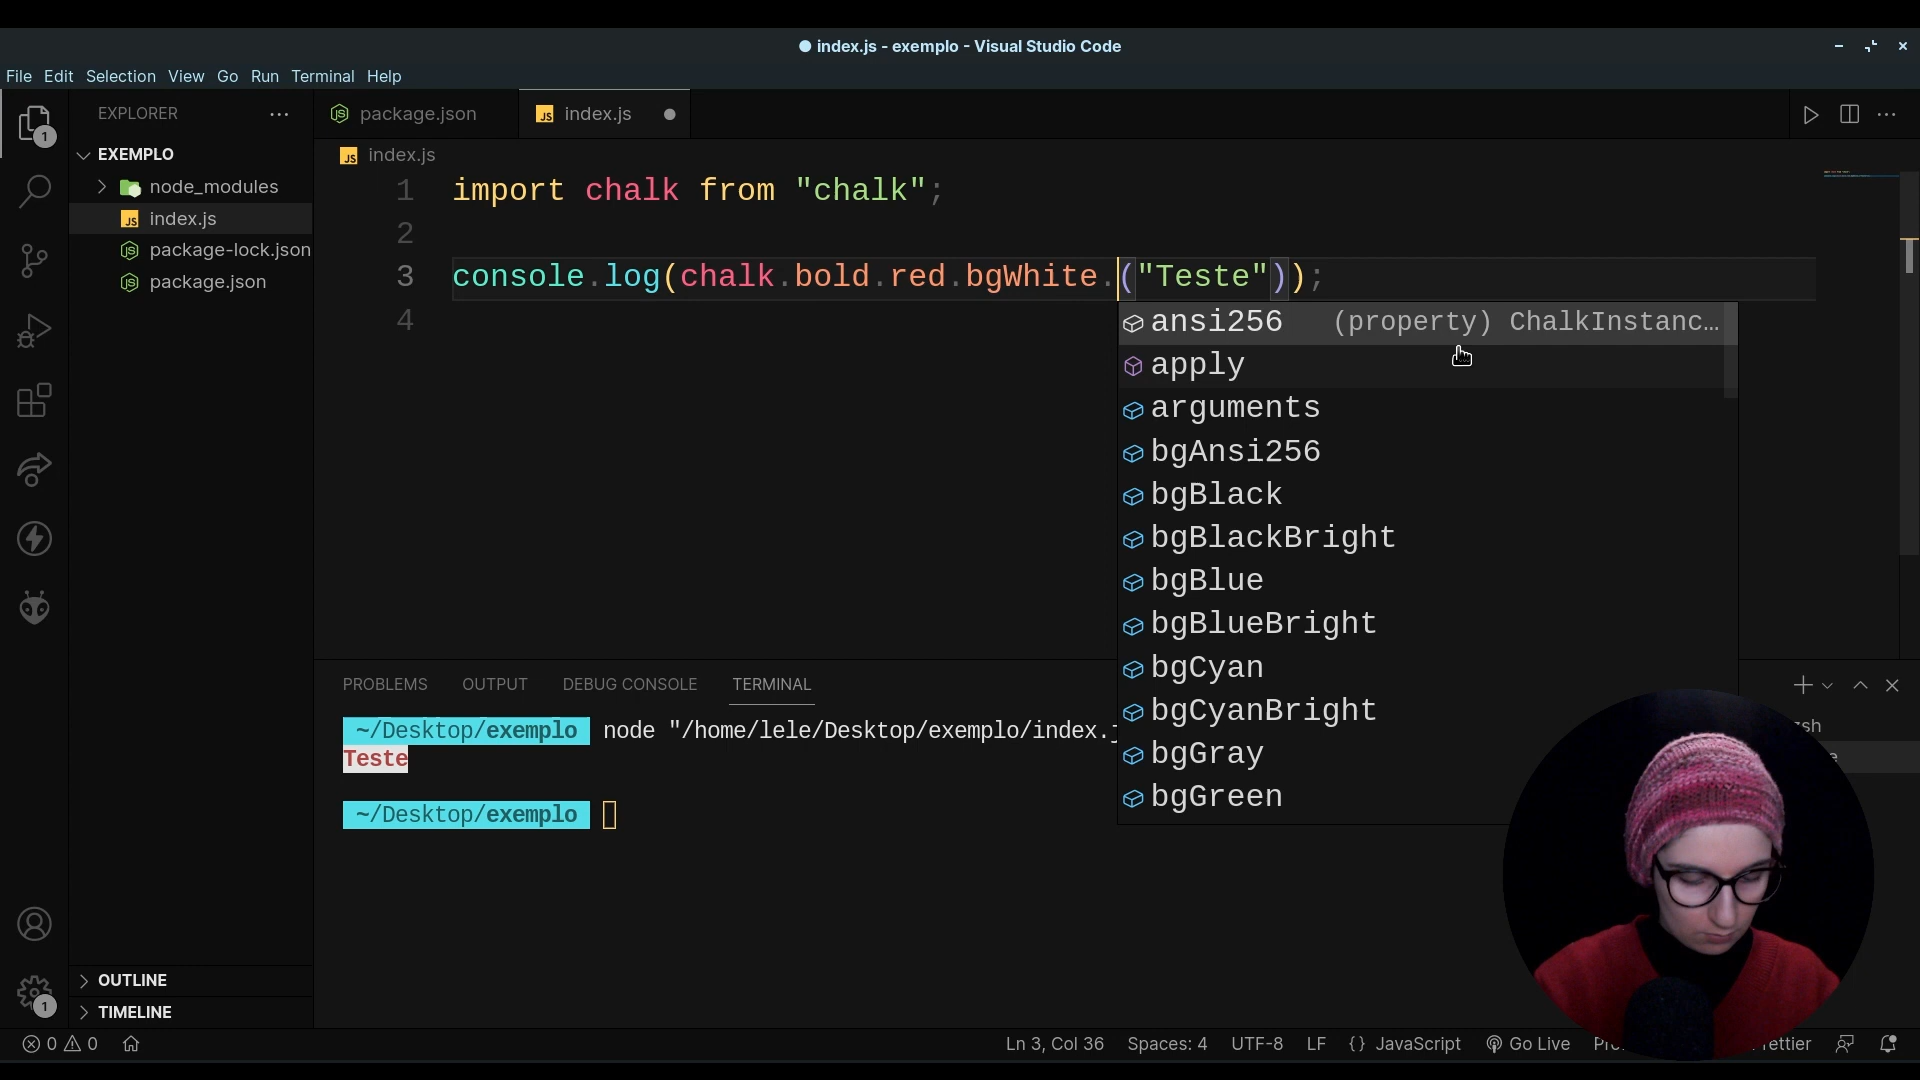 index.js - exemplo - Visual Studio Code
File Edit Selection View Go Run Terminal Help
EXPLORER
package.json
index.js
EXEMPLO
node_modules
index.js
package-lock.json
package.json
index.js
1 import chalk from "chalk";
2
3 console.log(chalk.bold.red.bgWhite.("Teste"));
4
ansi256 (property) ChalkInstanc…
apply
arguments
bgAnsi256
bgBlack
bgBlackBright
bgBlue
bgBlueBright
bgCyan
bgCyanBright
bgGray
bgGreen
PROBLEMS OUTPUT DEBUG CONSOLE TERMINAL
~/Desktop/exemplo node "/home/lele/Desktop/exemplo/index.j
Teste
~/Desktop/exemplo
zsh
OUTLINE
TIMELINE
1
1
0 0
Ln 3, Col 36 Spaces: 4 UTF-8 LF {} JavaScript Go Live